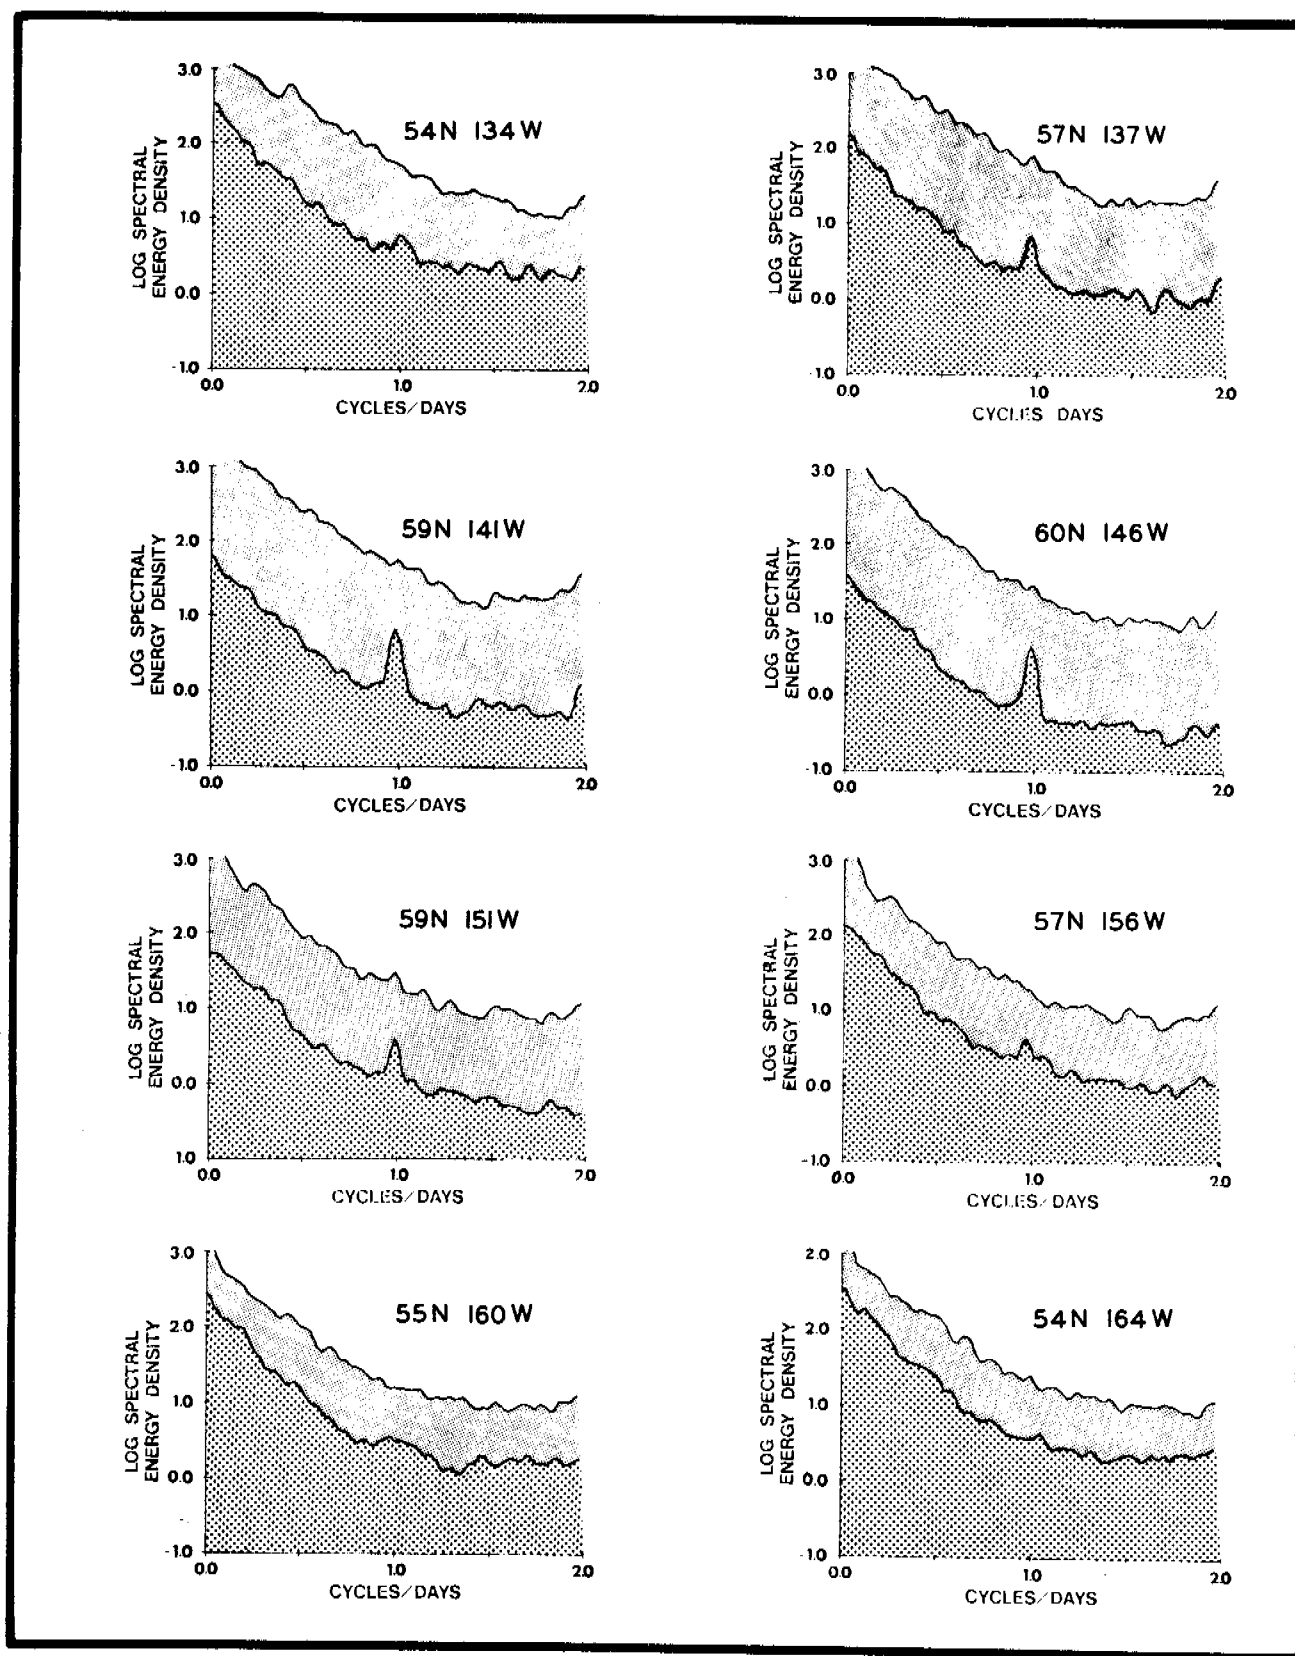 3.0
2.0
1.0
0.0
-1.0
LOG SPECTRAL
ENERGY DENSITY
54N 134W
0.0 1.0 2.0
CYCLES/DAYS
3.0
2.0
1.0
0.0
-1.0
LOG SPECTRAL
ENERGY DENSITY
57N 137W
0.0 1.0 2.0
CYCLES DAYS
3.0
2.0
1.0
0.0
-1.0
LOG SPECTRAL
ENERGY DENSITY
59N 141W
0.0 1.0 2.0
CYCLES/DAYS
3.0
2.0
1.0
0.0
-1.0
LOG SPECTRAL
ENERGY DENSITY
60N 146W
0.0 1.0 2.0
CYCLES/DAYS
3.0
2.0
1.0
0.0
1.0
LOG SPECTRAL
ENERGY DENSITY
59N 151W
0.0 1.0 2.0
CYCLES/DAYS
3.0
2.0
1.0
0.0
-1.0
LOG SPECTRAL
ENERGY DENSITY
57N 156W
0.0 1.0 2.0
CYCLES/DAYS
3.0
2.0
1.0
0.0
-1.0
LOG SPECTRAL
ENERGY DENSITY
55N 160W
0.0 1.0 2.0
CYCLES/DAYS
2.0
2.0
1.0
0.0
-1.0
LOG SPECTRAL
ENERGY DENSITY
54N 164W
0.0 1.0 2.0
CYCLES/DAYS